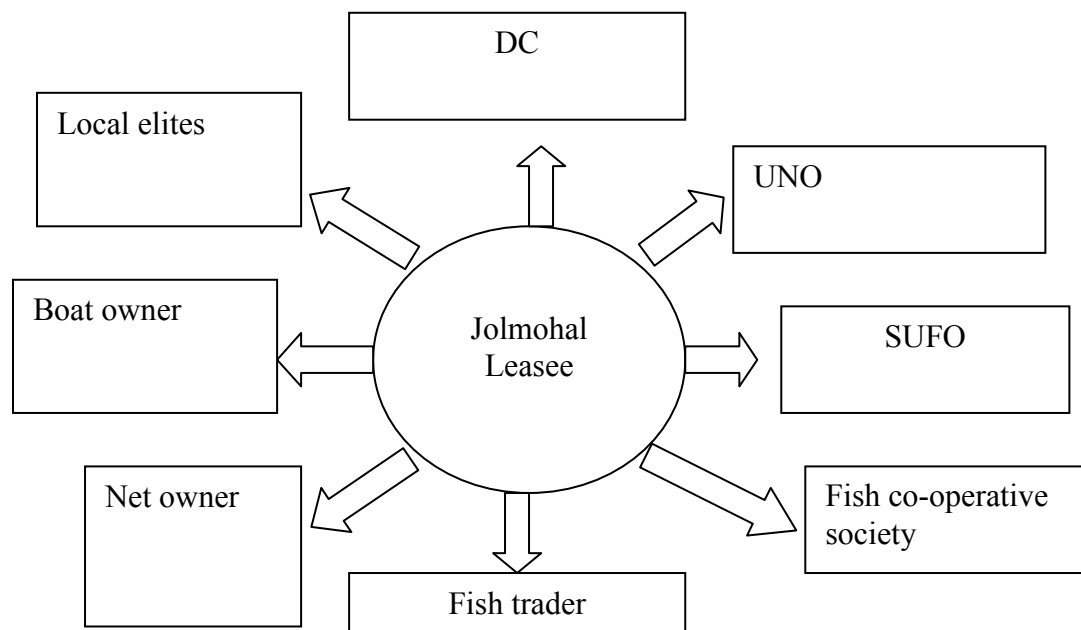 DC
Local elites
UNO
Boat owner
Jolmohal
Leasee
SUFO
Net owner
Fish co-operative
society
Fish trader